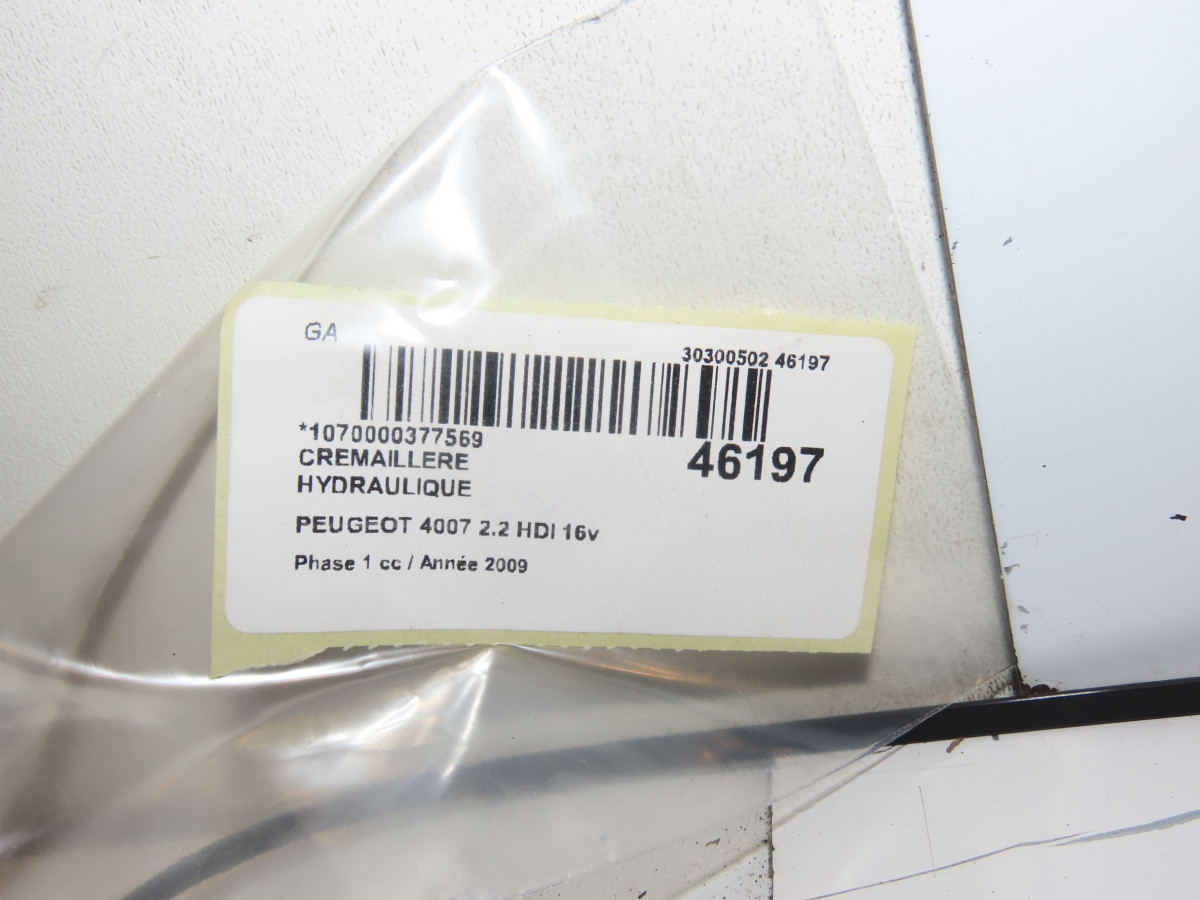 GA
30300502 46197
*1070000377569
46197
CREMAILLERE
HYDRAULIQUE
PEUGEOT 4007 2.2 HDI 16v
Phase 1 cc / Année 2009